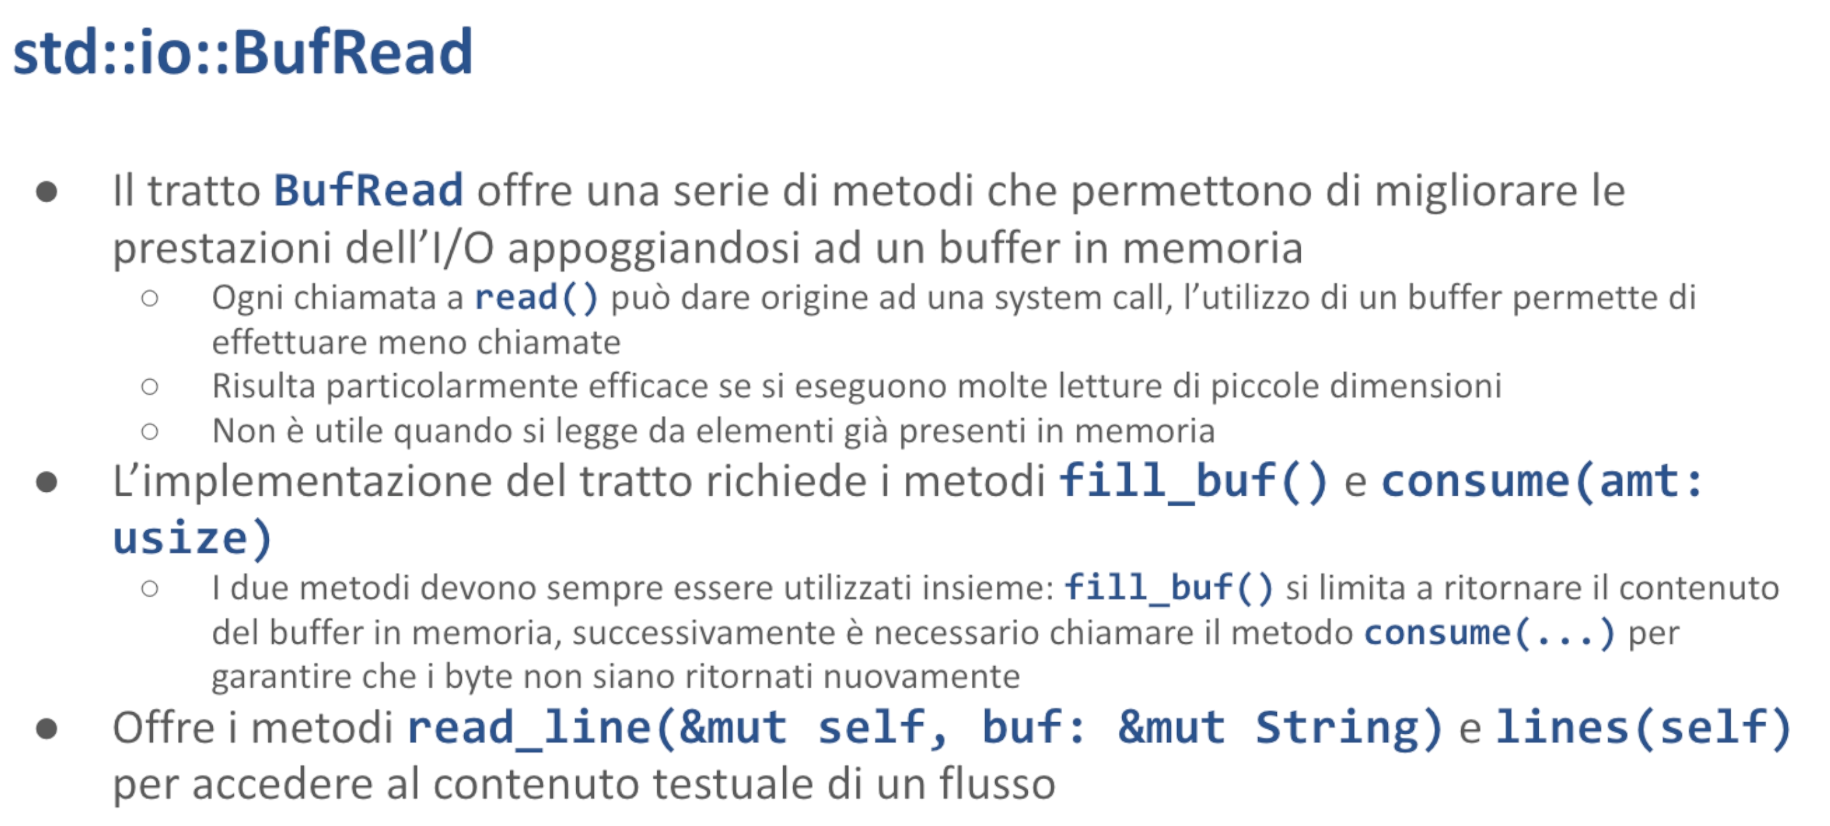 std::io::BufRead
● Il tratto BufRead offre una serie di metodi che permettono di migliorare le
prestazioni dell’I/O appoggiandosi ad un buffer in memoria
○ Ogni chiamata a read() può dare origine ad una system call, l’utilizzo di un buffer permette di
effettuare meno chiamate
○ Risulta particolarmente efficace se si eseguono molte letture di piccole dimensioni
○ Non è utile quando si legge da elementi già presenti in memoria
● L’implementazione del tratto richiede i metodi fill_buf() e consume(amt:
usize)
○ I due metodi devono sempre essere utilizzati insieme: fill_buf() si limita a ritornare il contenuto
del buffer in memoria, successivamente è necessario chiamare il metodo consume(...) per
garantire che i byte non siano ritornati nuovamente
● Offre i metodi read_line(&mut self, buf: &mut String) e lines(self)
per accedere al contenuto testuale di un flusso